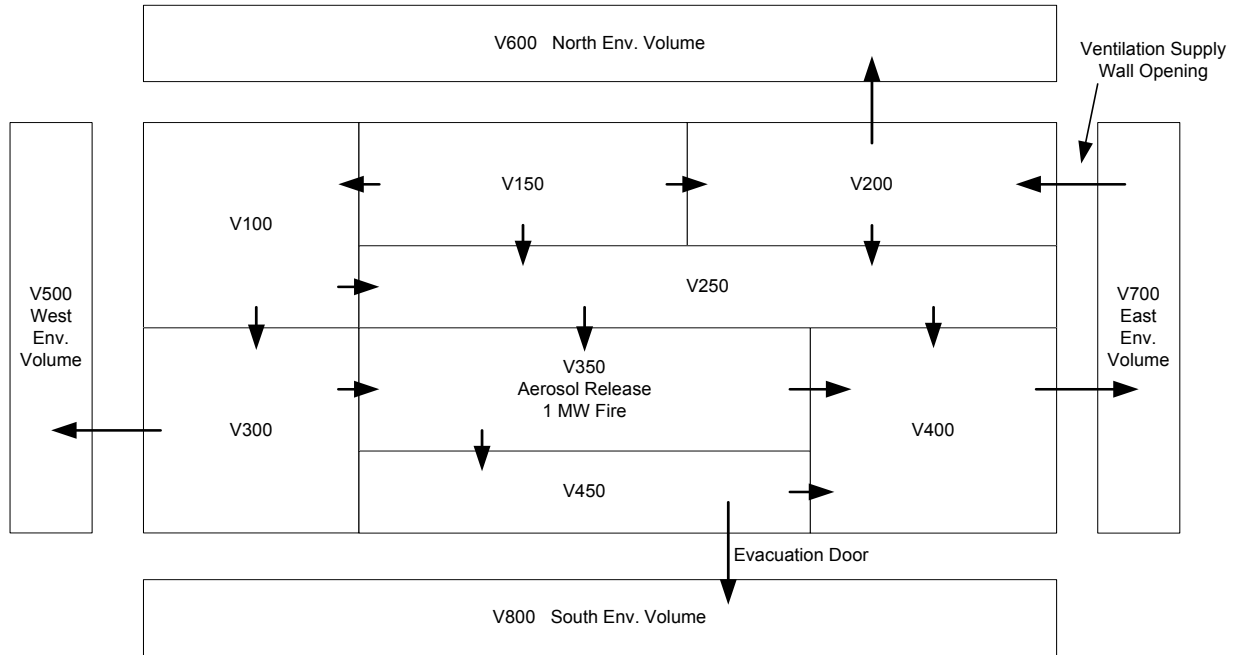 V600 North Env. Volume
Ventilation Supply
Wall Opening
V150
V200
V100
V250
V500
West
Env.
Volume
V700
East
Env.
Volume
V350
Aerosol Release
1 MW Fire
V300
V400
V450
Evacuation Door
V800 South Env. Volume